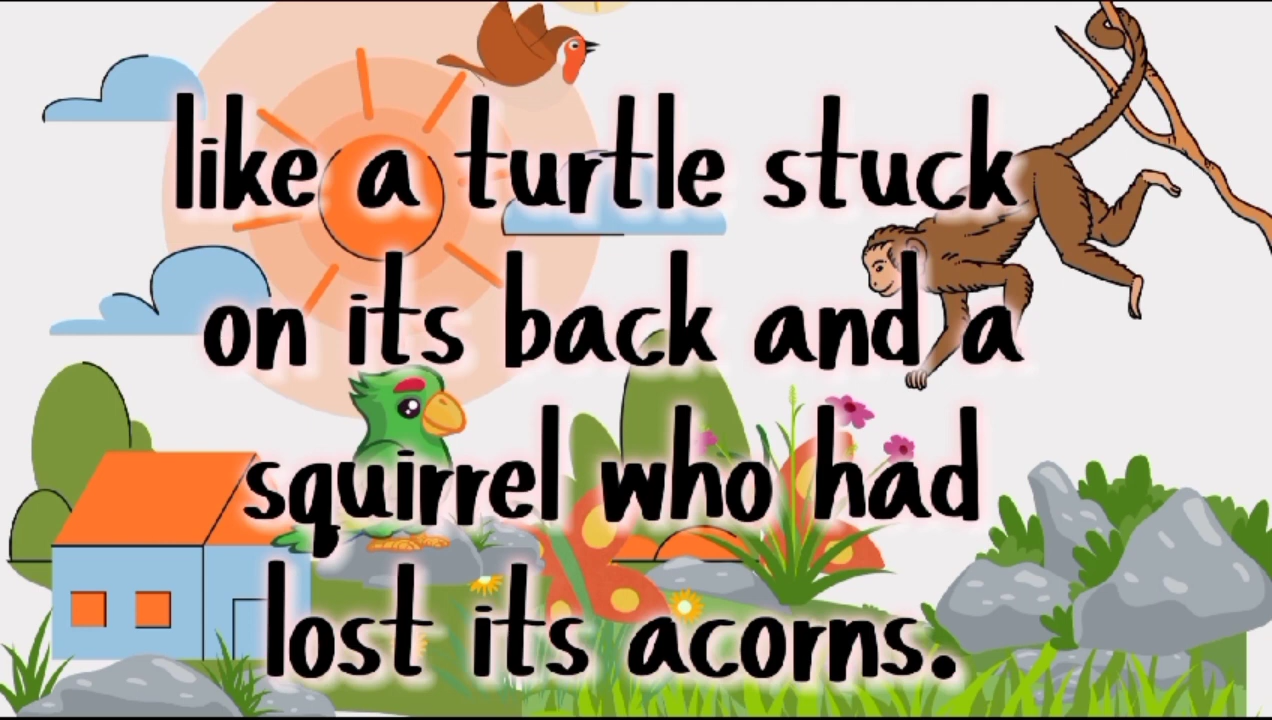 like a turtle stuck
on its back and a
squirrel who had
lost its acorns.